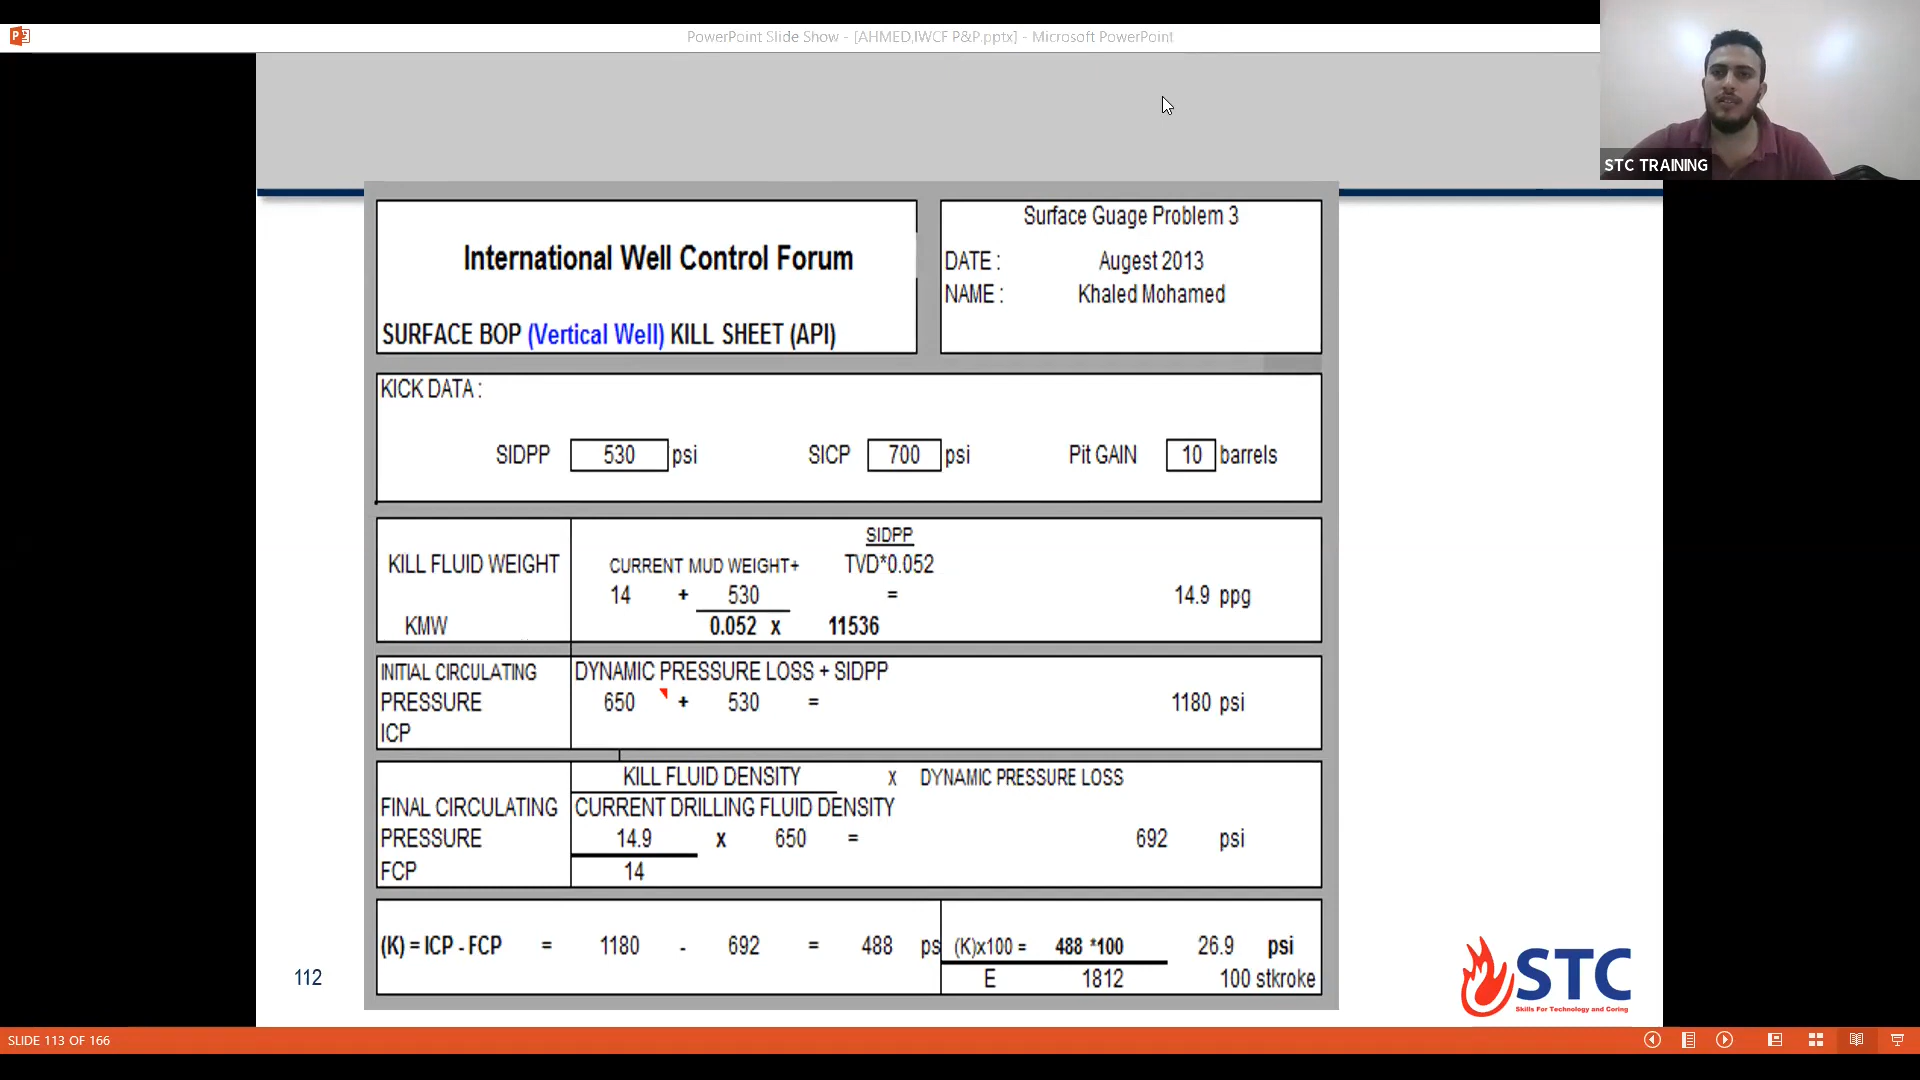 PowerPoint Slide Show - [AHMED,IWCF P&P.pptx] - Microsoft PowerPoint
STC TRAINING
International Well Control Forum
SURFACE BOP (Vertical Well) KILL SHEET (API)
Surface Guage Problem 3
DATE : Augest 2013
NAME : Khaled Mohamed
KICK DATA :
SIDPP 530 psi SICP 700 psi Pit GAIN 10 barrels
SIDPP
KILL FLUID WEIGHT CURRENT MUD WEIGHT+ TVD*0.052
14 + 530 = 14.9 ppg
KMW 0.052 x 11536
INITIAL CIRCULATING DYNAMIC PRESSURE LOSS + SIDPP
PRESSURE 650 + 530 = 1180 psi
ICP
KILL FLUID DENSITY x DYNAMIC PRESSURE LOSS
FINAL CIRCULATING CURRENT DRILLING FLUID DENSITY
PRESSURE 14.9 x 650 = 692 psi
FCP 14
(K) = ICP - FCP = 1180 - 692 = 488 ps (K)x100 = 488 *100 26.9 psi
E 1812 100 stkroke
112
STC
Skills For Technology and Coring
SLIDE 113 OF 166